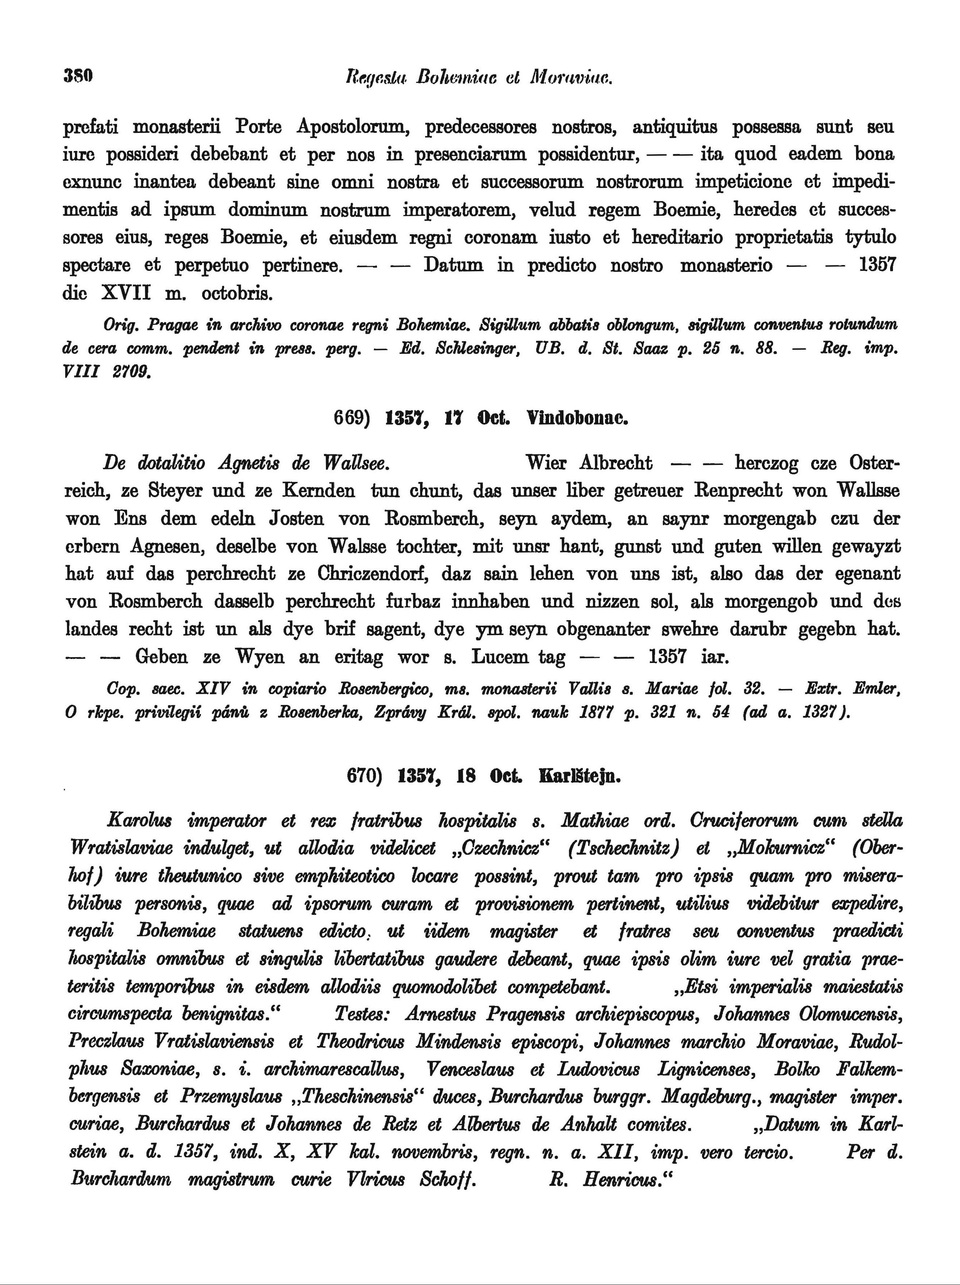 380 Regesta Bohemiae et Moraviae.
prefati monasterii Porte Apostolorum, predecessores nostros, antiquitus possessa sunt seu
iure possideri debebant et per nos in presenciarum possidentur, — — ita quod eadem bona
exnunc inantea debeant sine omni nostra et successorum nostrorum impeticione et impedi-
mentis ad ipsum dominum nostrum imperatorem, velud regem Boemie, heredes et succes-
sores eius, reges Boemie, et eiusdem regni coronam iusto et hereditario proprietatis tytulo
spectare et perpetuo pertinere. — — Datum in predicto nostro monasterio — — 1357
die XVII m. octobris.
Orig. Pragae in archivo coronae regni Bohemiae. Sigillum abbatis oblongum, sigillum conventus rotundum
de cera comm. pendent in press. perg. — Ed. Schlesinger, UB. d. St. Saaz p. 25 n. 88. — Reg. imp.
VIII 2709.
669) 1357, 17 Oct. Vindobonae.
De dotalitio Agnetis de Wallsee. Wier Albrecht — — herczog cze Oster-
reich, ze Steyer und ze Kernden tun chunt, das unser liber getreuer Renprecht won Wallsse
won Ens dem edeln Josten von Rosmberch, seyn aydem, an saynr morgengab czu der
erbern Agnesen, deselbe von Walsse tochter, mit unsr hant, gunst und guten willen gewayzt
hat auf das perchrecht ze Chriczendorf, daz sain lehen von uns ist, also das der egenant
von Rosmberch dasselb perchrecht furbaz innhaben und nizzen sol, als morgengob und des
landes recht ist un als dye brif sagent, dye ym seyn obgenanter swehre darubr gegebn hat.
— — Geben ze Wyen an eritag wor s. Lucem tag — — 1357 iar.
Cop. saec. XIV in copiario Rosenbergico, ms. monasterii Vallis s. Mariae fol. 32. — Extr. Emler,
O rkpe. privilegií pánů z Rosenberka, Zprávy Král. spol. nauk 1877 p. 321 n. 54 (ad a. 1327).
670) 1357, 18 Oct. Karlštejn.
Karolus imperator et rex fratribus hospitalis s. Mathiae ord. Cruciferorum cum stella
Wratislaviae indulget, ut allodia videlicet „Czechnicz“ (Tschechnitz) et „Mokurnicz“ (Ober-
hof) iure theutunico sive emphiteotico locare possint, prout tam pro ipsis quam pro misera-
bilibus personis, quae ad ipsorum curam et provisionem pertinent, utilius videbitur expedire,
regali Bohemiae statuens edicto, ut iidem magister et fratres seu conventus praedicti
hospitalis omnibus et singulis libertatibus gaudere debeant, quae ipsis olim iure vel gratia prae-
teritis temporibus in eisdem allodiis quomodolibet competebant. „Etsi imperialis maiestatis
circumspecta benignitas.“ Testes: Arnestus Pragensis archiepiscopus, Johannes Olomucensis,
Preczlaus Vratislaviensis et Theodricus Mindensis episcopi, Johannes marchio Moraviae, Rudol-
phus Saxoniae, s. i. archimarescallus, Venceslaus et Ludovicus Lignicenses, Bolko Falkem-
bergensis et Przemyslaus „Theschinensis“ duces, Burchardus burggr. Magdeburg., magister imper.
curiae, Burchardus et Johannes de Retz et Albertus de Anhalt comites. „Datum in Karl-
stein a. d. 1357, ind. X, XV kal. novembris, regn. n. a. XII, imp. vero tercio. Per d.
Burchardum magistrum curie Vlricus Schoff. R. Henricus.“